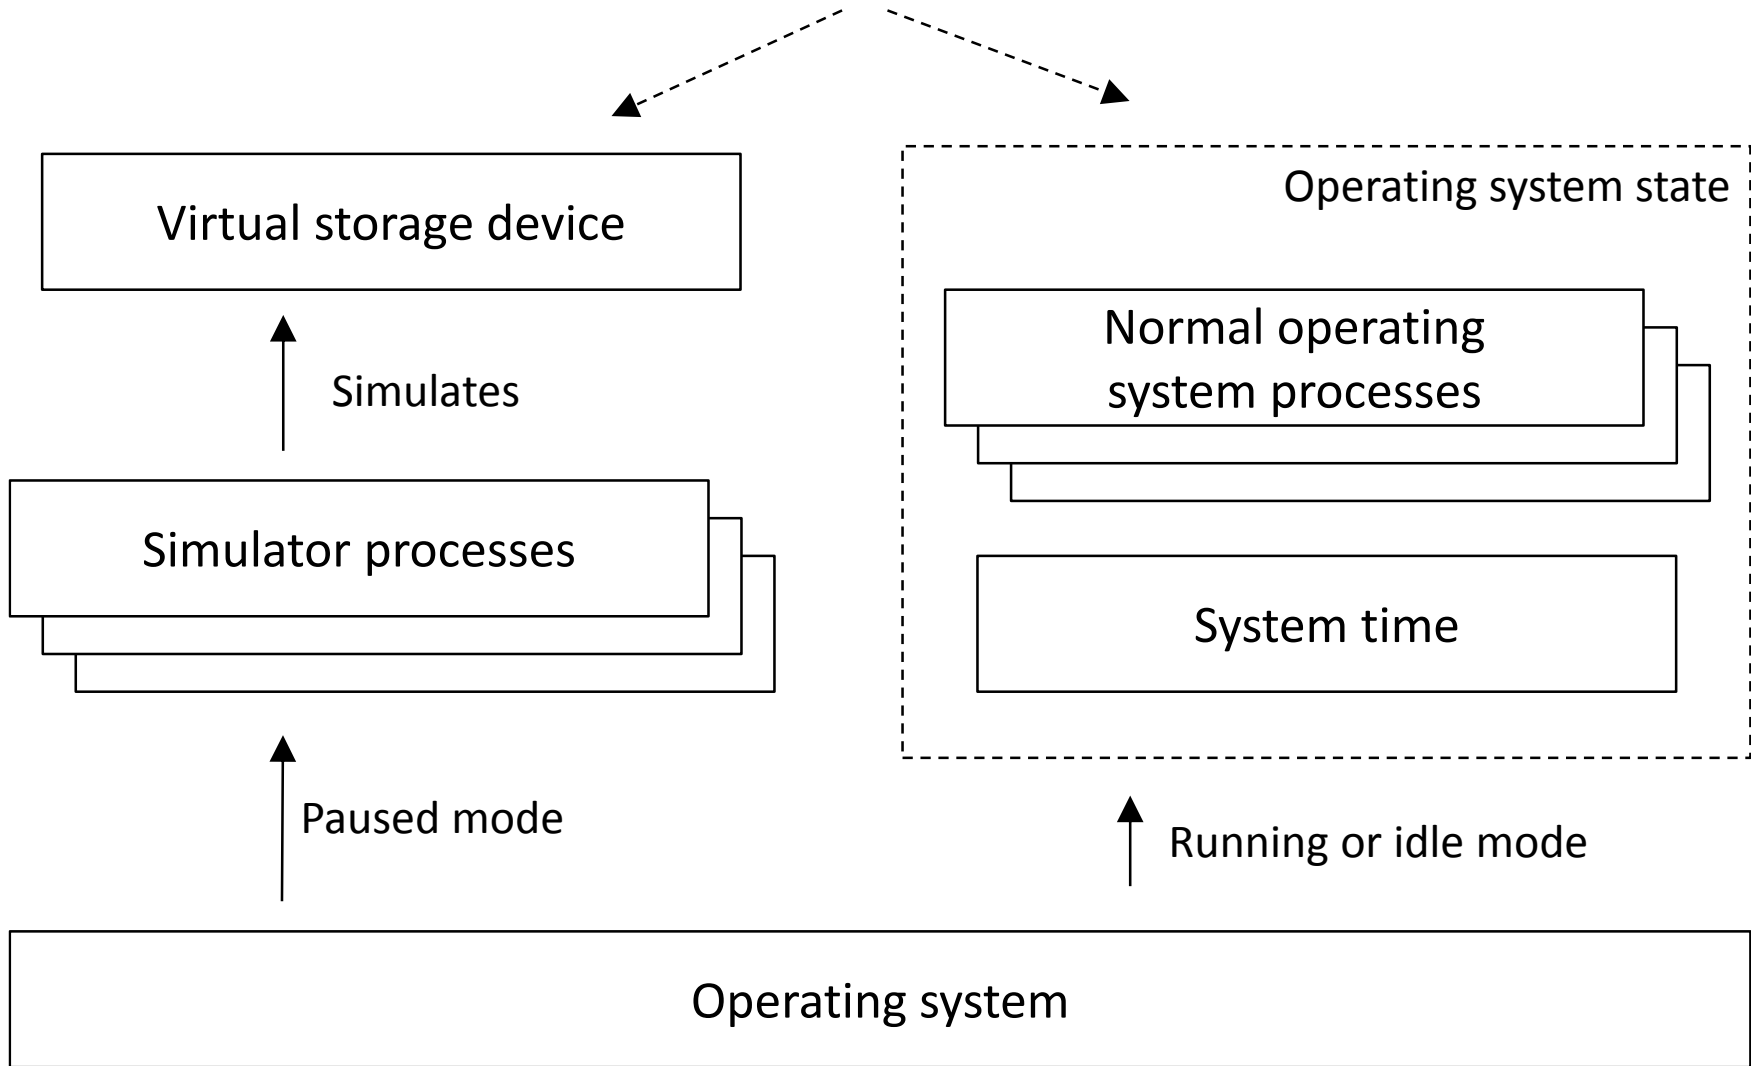 Operating system state
Virtual storage device
Normal operating
system processes
Simulates
Simulator processes
System time
Paused mode
Running or idle mode
Operating system